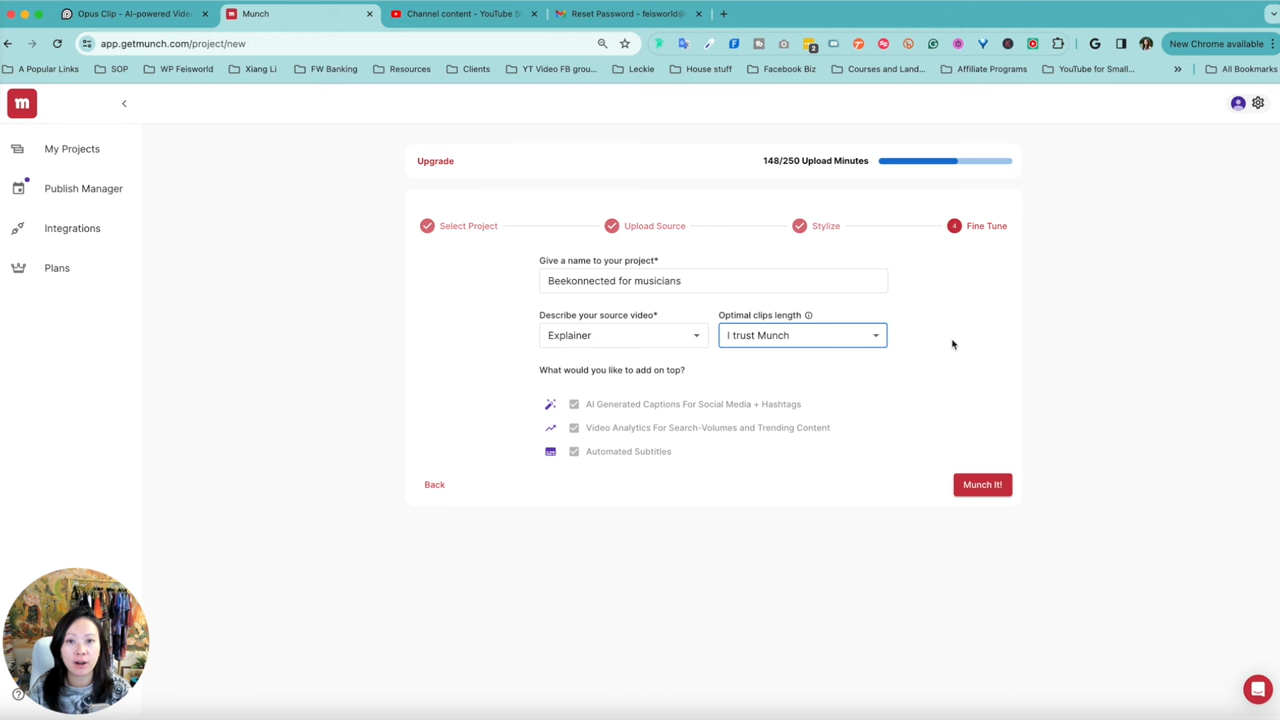 Opus Clip - AI-powered Video
Munch
Channel content - YouTube S
Reset Password - feisworld@
app.getmunch.com/project/new
New Chrome available
A Popular Links
SOP
WP Feisworld
Xiang Li
FW Banking
Resources
Clients
YT Video FB grou...
Leckie
House stuff
Facebook Biz
Courses and Land...
Affiliate Programs
YouTube for Small...
All Bookmarks
m
My Projects
Publish Manager
Integrations
Plans
Upgrade
148/250 Upload Minutes
Select Project
Upload Source
Stylize
4 Fine Tune
Give a name to your project*
Beekonnected for musicians
Describe your source video*
Optimal clips length
Explainer
I trust Munch
What would you like to add on top?
AI Generated Captions For Social Media + Hashtags
Video Analytics For Search-Volumes and Trending Content
Automated Subtitles
Back
Munch It!